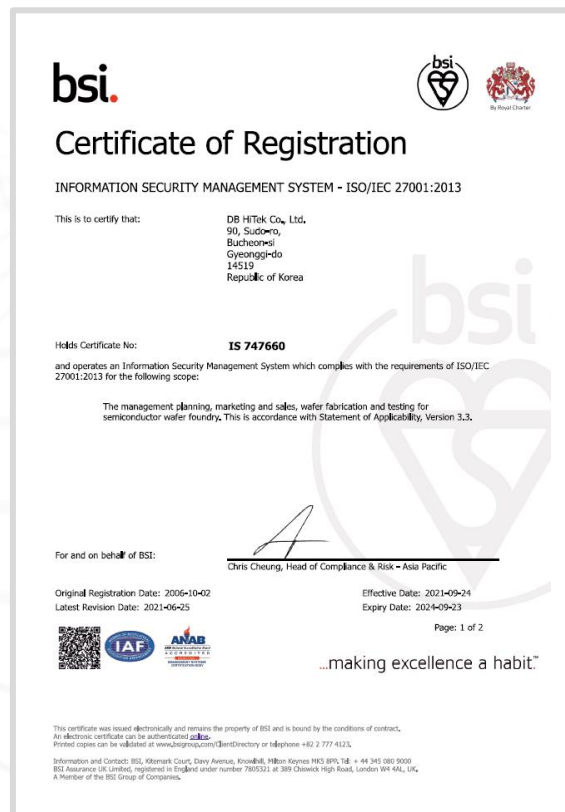 bsi.
bsi
By Royal Charter
Certificate of Registration
INFORMATION SECURITY MANAGEMENT SYSTEM - ISO/IEC 27001:2013
This is to certify that:
DB HiTek Co., Ltd.
90, Sudo-ro,
Bucheon-si
Gyeonggi-do
14519
Republic of Korea
bsi
Holds Certificate No:
IS 747660
and operates an Information Security Management System which complies with the requirements of ISO/IEC
27001:2013 for the following scope:
The management planning, marketing and sales, wafer fabrication and testing for
semiconductor wafer foundry. This is accordance with Statement of Applicability, Version 3.3.
For and on behalf of BSI:
Chris Cheung, Head of Compliance & Risk – Asia Pacific
Original Registration Date: 2006-10-02
Effective Date: 2021-09-24
Latest Revision Date: 2021-06-25
Expiry Date: 2024-09-23
Page: 1 of 2
IAF
ANAB
ACCREDITED
MANAGEMENT SYSTEMS
CERTIFICATION BODY
...making excellence a habit.™
This certificate was issued electronically and remains the property of BSI and is bound by the conditions of contract.
An electronic certificate can be authenticated online.
Printed copies can be validated at www.bsigroup.com/ClientDirectory or telephone +82 2 777 4123.
Information and Contact: BSI, Kitemark Court, Davy Avenue, Knowlhill, Milton Keynes MK5 8PP. Tel: + 44 345 080 9000
BSI Assurance UK Limited, registered in England under number 7805321 at 389 Chiswick High Road, London W4 4AL, UK.
A Member of the BSI Group of Companies.